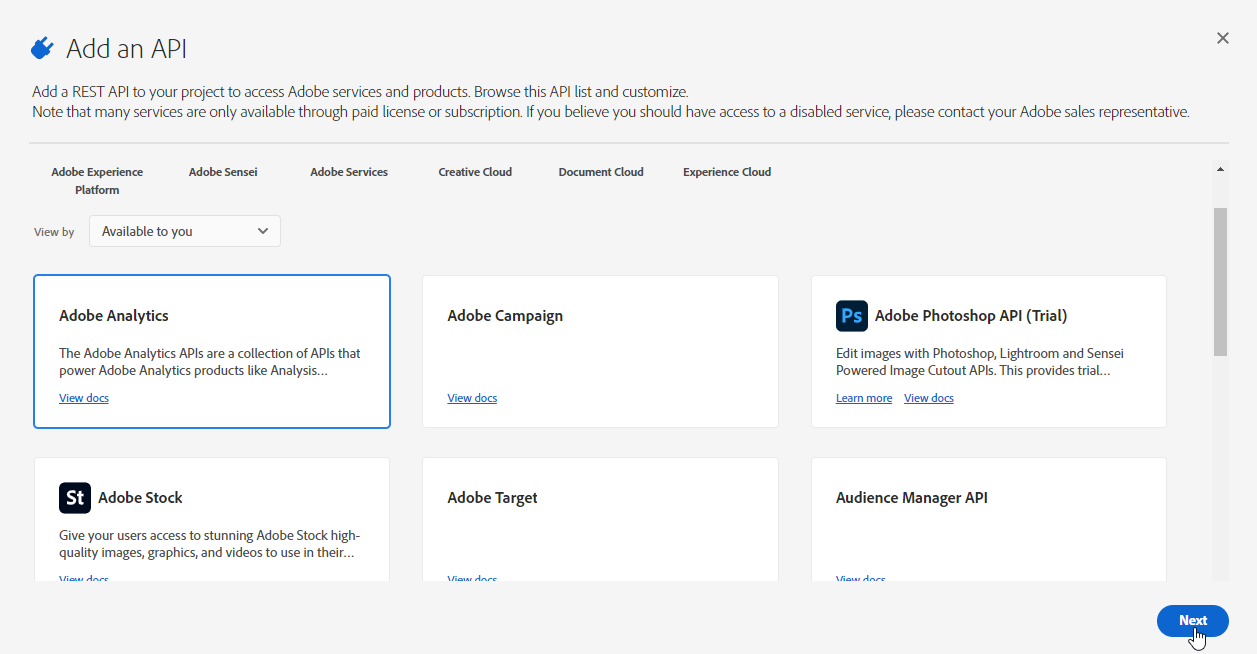 Add an API
Add a REST API to your project to access Adobe services and products. Browse this API list and customize.
Note that many services are only available through paid license or subscription. If you believe you should have access to a disabled service, please contact your Adobe sales representative.
Adobe Experience
Platform
Adobe Sensei
Adobe Services
Creative Cloud
Document Cloud
Experience Cloud
View by
Available to you
Adobe Analytics
The Adobe Analytics APIs are a collection of APIs that
power Adobe Analytics products like Analysis...
View docs
Adobe Campaign
View docs
Ps
Adobe Photoshop API (Trial)
Edit images with Photoshop, Lightroom and Sensei
Powered Image Cutout APIs. This provides trial...
Learn more View docs
St
Adobe Stock
Give your users access to stunning Adobe Stock high-
quality images, graphics, and videos to use in their...
View docs
Adobe Target
View docs
Audience Manager API
View docs
Next